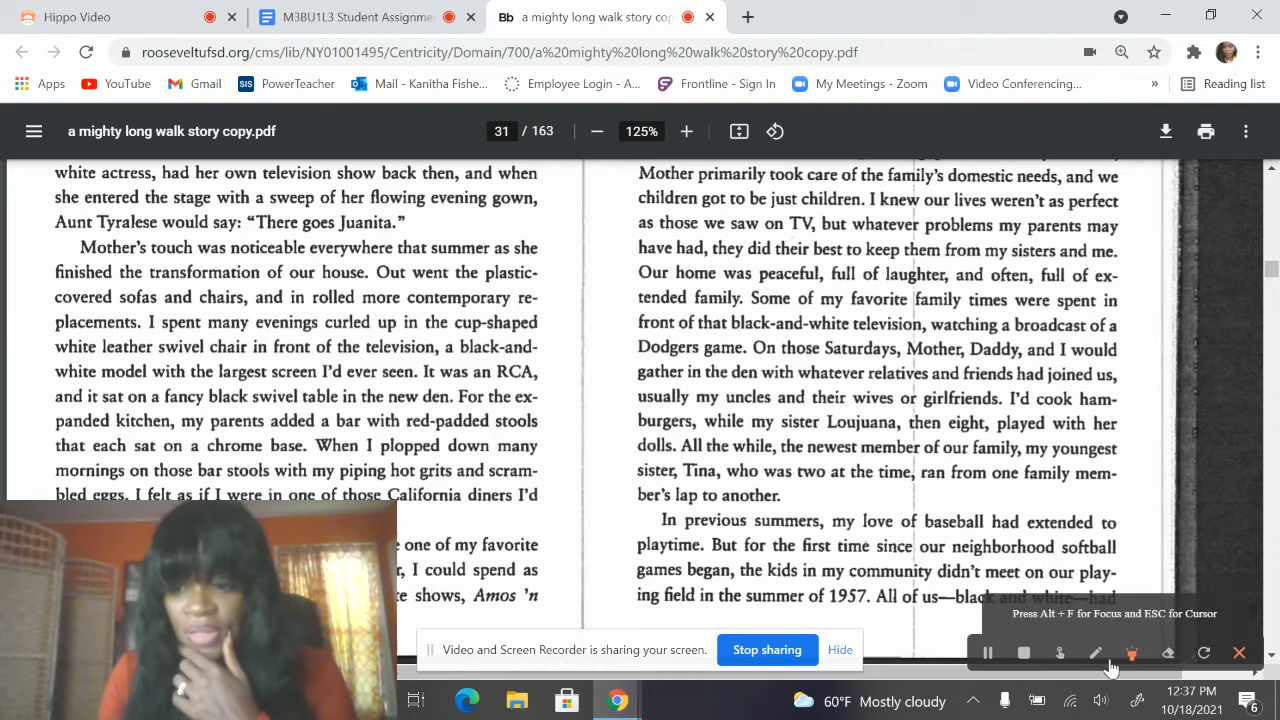 Hippo Video
M3BU1L3 Student Assignme
Bb a mighty long walk story cop
rooseveltufsd.org/cms/lib/NY01001495/Centricity/Domain/700/a%20mighty%20long%20walk%20story%20copy.pdf
Apps YouTube Gmail SIS PowerTeacher Mail - Kanitha Fishe... Employee Login - A... Frontline - Sign In My Meetings - Zoom Video Conferencing... » Reading list
a mighty long walk story copy.pdf 31 / 163 125%
white actress, had her own television show back then, and when
she entered the stage with a sweep of her flowing evening gown,
Aunt Tyralese would say: “There goes Juanita.”
Mother’s touch was noticeable everywhere that summer as she
finished the transformation of our house. Out went the plastic-
covered sofas and chairs, and in rolled more contemporary re-
placements. I spent many evenings curled up in the cup-shaped
white leather swivel chair in front of the television, a black-and-
white model with the largest screen I’d ever seen. It was an RCA,
and it sat on a fancy black swivel table in the new den. For the ex-
panded kitchen, my parents added a bar with red-padded stools
that each sat on a chrome base. When I plopped down many
mornings on those bar stools with my piping hot grits and scram-
bled eggs, I felt as if I were in one of those California diners I’d
e one of my favorite
r, I could spend as
te shows, Amos ’n
Mother primarily took care of the family’s domestic needs, and we
children got to be just children. I knew our lives weren’t as perfect
as those we saw on TV, but whatever problems my parents may
have had, they did their best to keep them from my sisters and me.
Our home was peaceful, full of laughter, and often, full of ex-
tended family. Some of my favorite family times were spent in
front of that black-and-white television, watching a broadcast of a
Dodgers game. On those Saturdays, Mother, Daddy, and I would
gather in the den with whatever relatives and friends had joined us,
usually my uncles and their wives or girlfriends. I’d cook ham-
burgers, while my sister Loujuana, then eight, played with her
dolls. All the while, the newest member of our family, my youngest
sister, Tina, who was two at the time, ran from one family mem-
ber’s lap to another.
In previous summers, my love of baseball had extended to
playtime. But for the first time since our neighborhood softball
games began, the kids in my community didn’t meet on our play-
ing field in the summer of 1957. All of us—black and white—had
Press Alt + F for Focus and ESC for Cursor
Video and Screen Recorder is sharing your screen. Stop sharing Hide
60°F Mostly cloudy
12:37 PM
10/18/2021
6